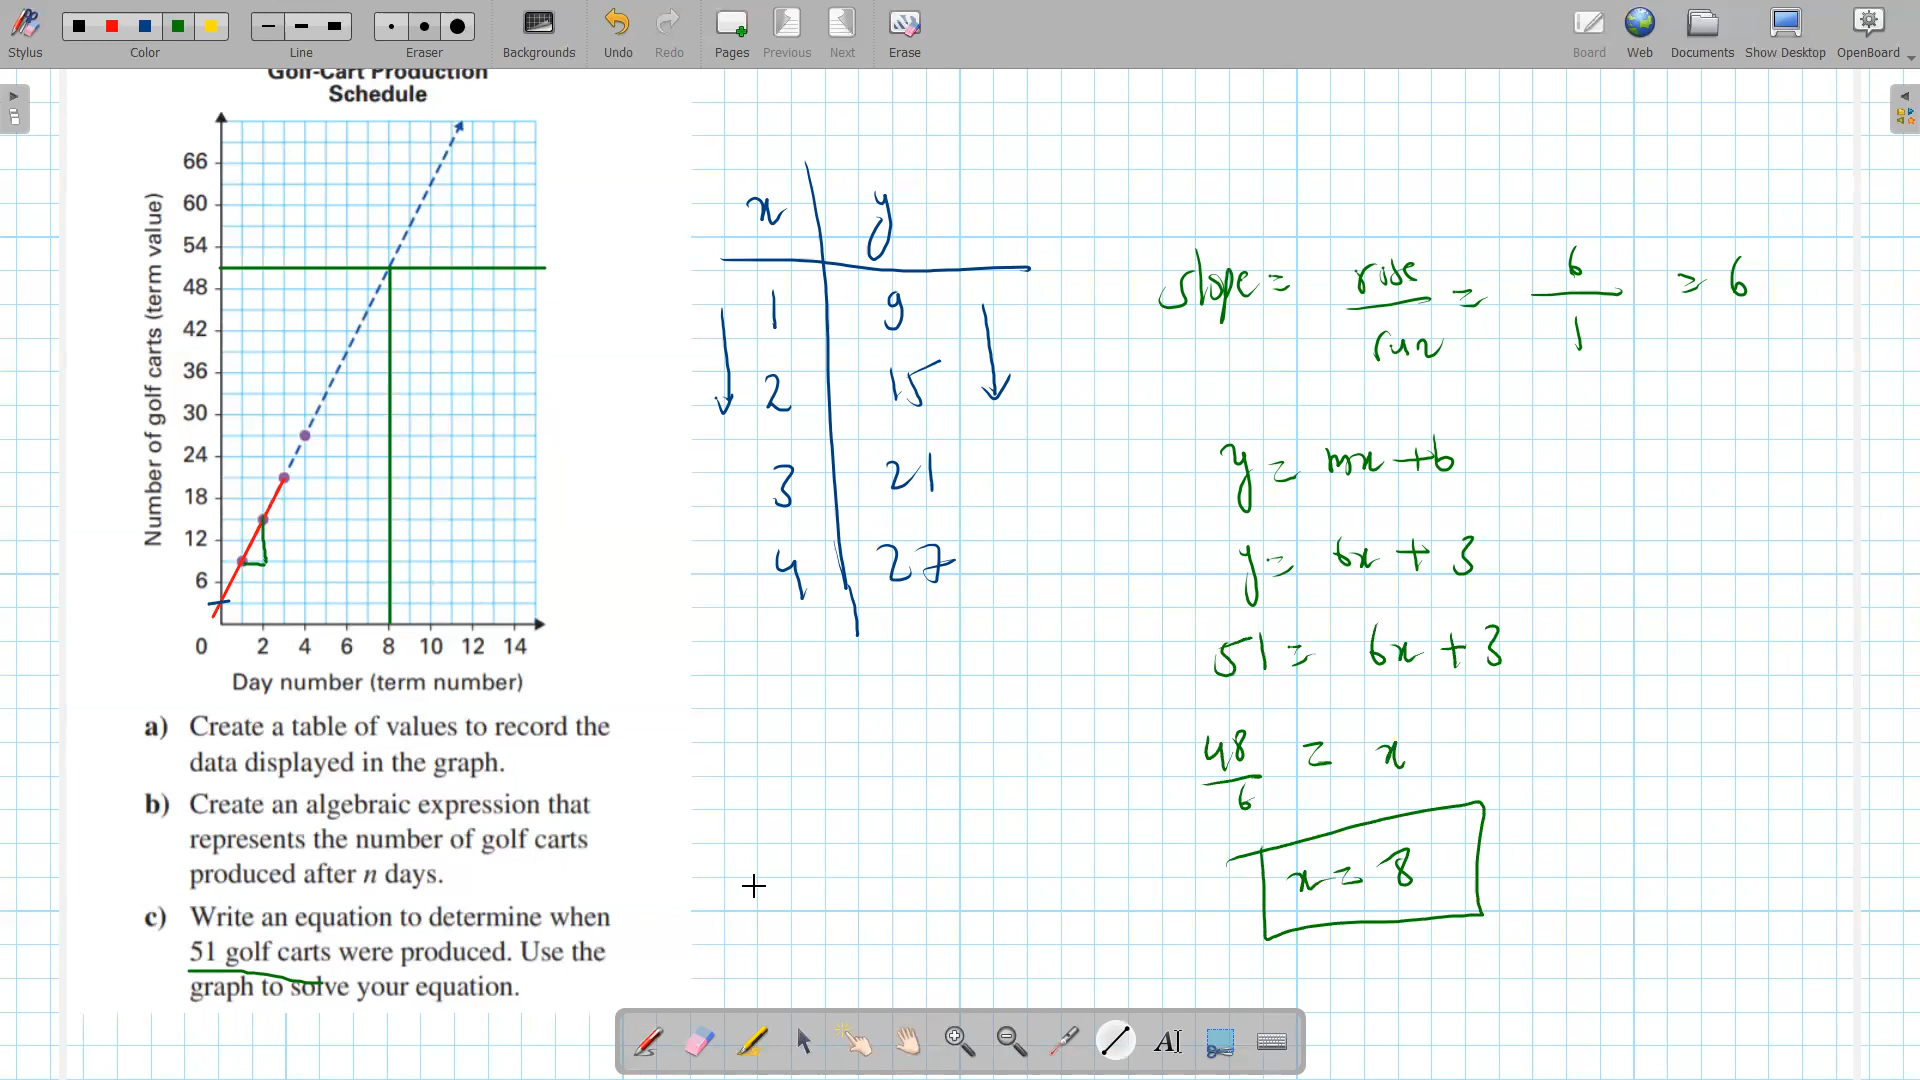 Stylus Color Line Eraser Backgrounds Undo Redo Pages Previous Next Erase Board Web Documents Show Desktop OpenBoard
Golf-Cart Production
Schedule
Number of golf carts (term value)
66
60
54
48
42
36
30
24
18
12
6
0 2 4 6 8 10 12 14
Day number (term number)
a) Create a table of values to record the
data displayed in the graph.
b) Create an algebraic expression that
represents the number of golf carts
produced after n days.
c) Write an equation to determine when
51 golf carts were produced. Use the
graph to solve your equation.
x y
1 9
2 15
3 21
4 27
slope = rise/run = 6/1 = 6
y = mx + b
y = 6x + 3
51 = 6x + 3
48/6 = x
x = 8